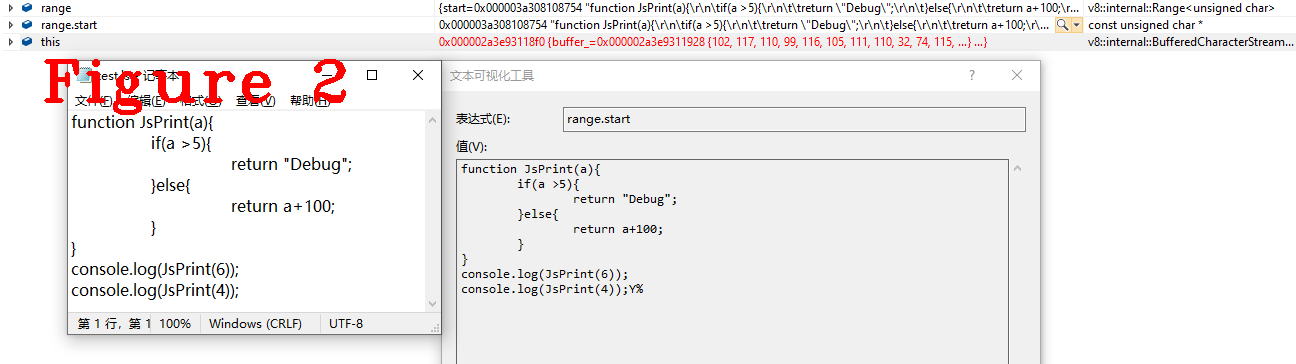 range {start=0x000003a308108754 "function JsPrint(a){\r\n\tif(a >5){\r\n\t\treturn \"Debug\";\r\n\t}else{\r\n\t\treturn a+100;\r... v8::internal::Range<unsigned char>
range.start 0x000003a308108754 "function JsPrint(a){\r\n\tif(a >5){\r\n\t\treturn \"Debug\";\r\n\t}else{\r\n\t\treturn a+100;\r\... const unsigned char *
this 0x000002a3e93118f0 {buffer_=0x000002a3e9311928 {102, 117, 110, 99, 116, 105, 111, 110, 32, 74, 115, ...} ...} v8::internal::BufferedCharacterStream...
Figure 2
记事本
文件(F) 编辑(E) 格式(O) 查看(V) 帮助(H)
function JsPrint(a){
if(a >5){
return "Debug";
}else{
return a+100;
}
}
console.log(JsPrint(6));
console.log(JsPrint(4));
第 1 行，第 1 100% Windows (CRLF) UTF-8
文本可视化工具 ?
表达式(E): range.start
值(V):
function JsPrint(a){
if(a >5){
return "Debug";
}else{
return a+100;
}
}
console.log(JsPrint(6));
console.log(JsPrint(4));Y%